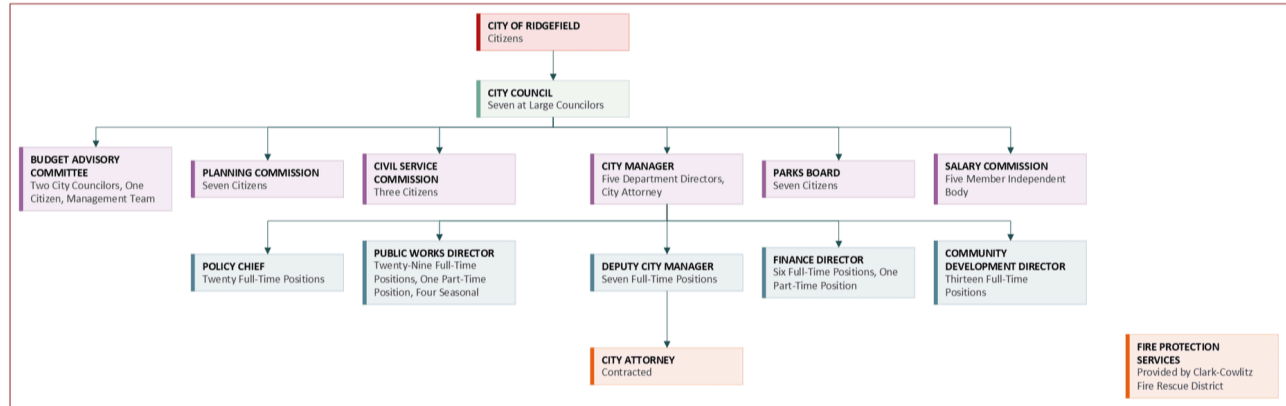 CITY OF RIDGEFIELD
Citizens
CITY COUNCIL
Seven at Large Councilors
BUDGET ADVISORY
COMMITTEE
Two City Councilors, One
Citizen, Management Team
PLANNING COMMISSION
Seven Citizens
CIVIL SERVICE
COMMISSION
Three Citizens
CITY MANAGER
Five Department Directors,
City Attorney
PARKS BOARD
Seven Citizens
SALARY COMMISSION
Five Member Independent
Body
POLICY CHIEF
Twenty Full-Time Positions
PUBLIC WORKS DIRECTOR
Twenty-Nine Full-Time
Positions, One Part-Time
Position, Four Seasonal
DEPUTY CITY MANAGER
Seven Full-Time Positions
FINANCE DIRECTOR
Six Full-Time Positions, One
Part-Time Position
COMMUNITY
DEVELOPMENT DIRECTOR
Thirteen Full-Time
Positions
CITY ATTORNEY
Contracted
FIRE PROTECTION
SERVICES
Provided by Clark-Cowlitz
Fire Rescue District